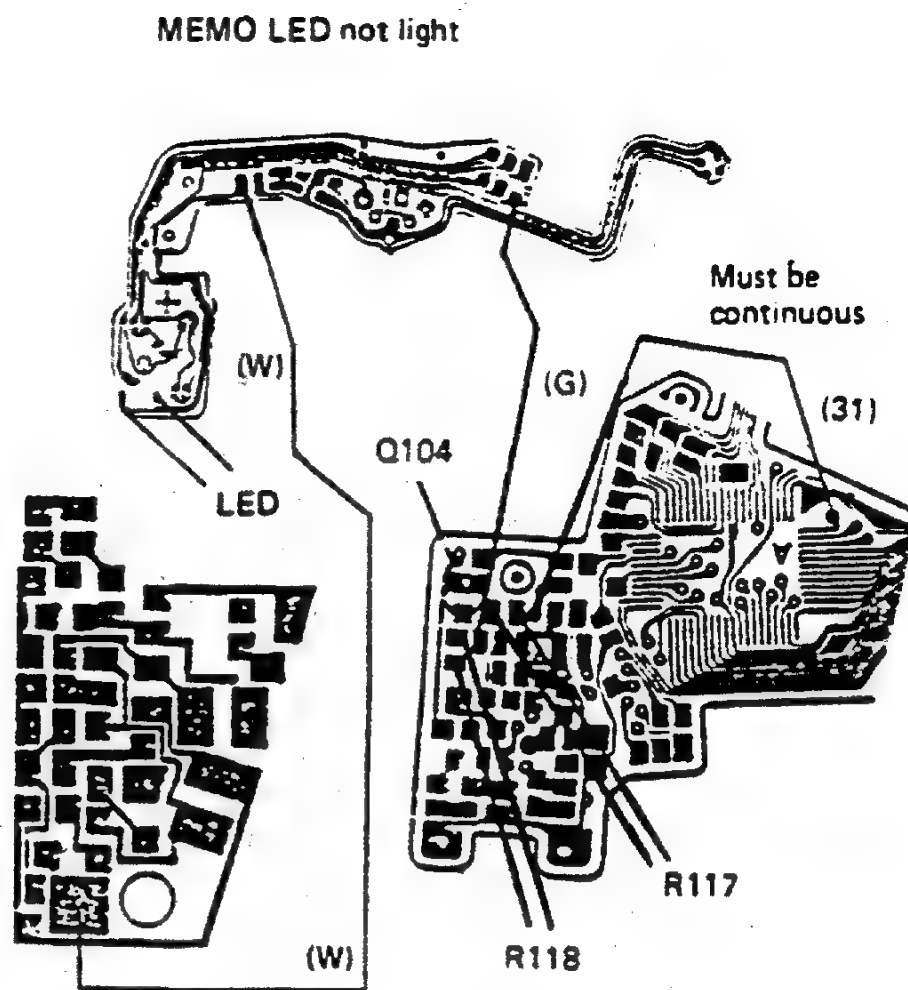 MEMO LED not light
Must be
continuous
(W)
(G)
(31)
Q104
LED
R117
(W)
R118